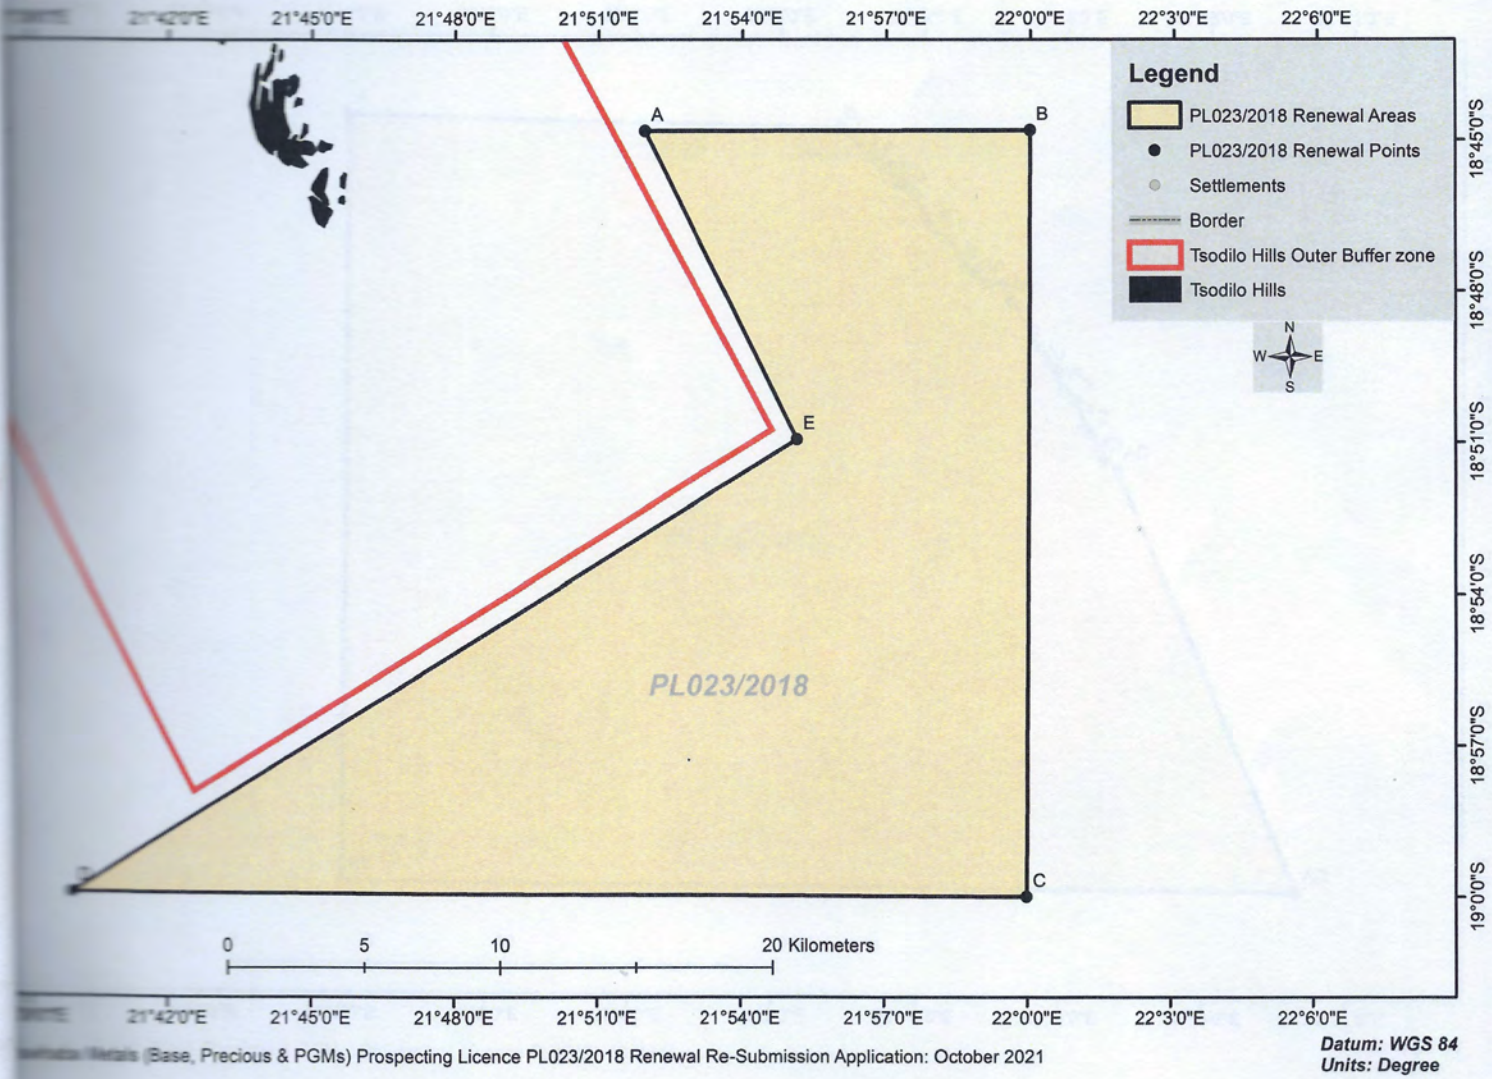 21°42'0"E 21°45'0"E 21°48'0"E 21°51'0"E 21°54'0"E 21°57'0"E 22°0'0"E 22°3'0"E 22°6'0"E
Legend
PL023/2018 Renewal Areas
PL023/2018 Renewal Points
Settlements
Border
Tsodilo Hills Outer Buffer zone
Tsodilo Hills
N
W E
S
A
B
E
C
PL023/2018
18°45'0"S
18°48'0"S
18°51'0"S
18°54'0"S
18°57'0"S
19°0'0"S
0 5 10 20 Kilometers
21°42'0"E 21°45'0"E 21°48'0"E 21°51'0"E 21°54'0"E 21°57'0"E 22°0'0"E 22°3'0"E 22°6'0"E
Metals (Base, Precious & PGMs) Prospecting Licence PL023/2018 Renewal Re-Submission Application: October 2021
Datum: WGS 84
Units: Degree